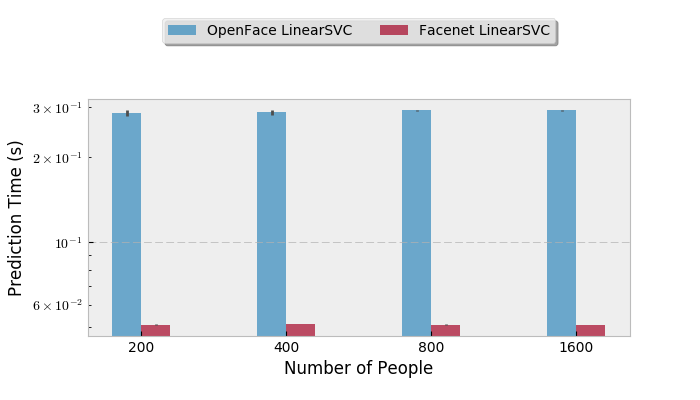 OpenFace LinearSVC
Facenet LinearSVC
3 × 10⁻¹
2 × 10⁻¹
10⁻¹
6 × 10⁻²
Prediction Time (s)
200
400
800
1600
Number of People